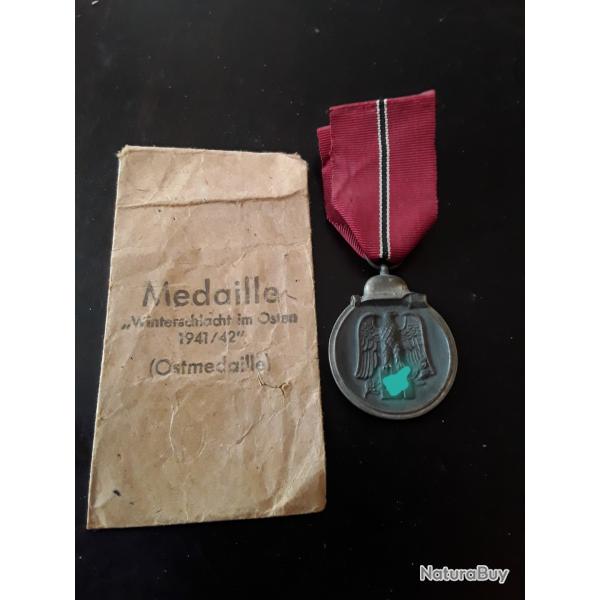 Medaille
„Winterschlacht im Osten
1941/42"
(Ostmedaille)
NaturaBuy